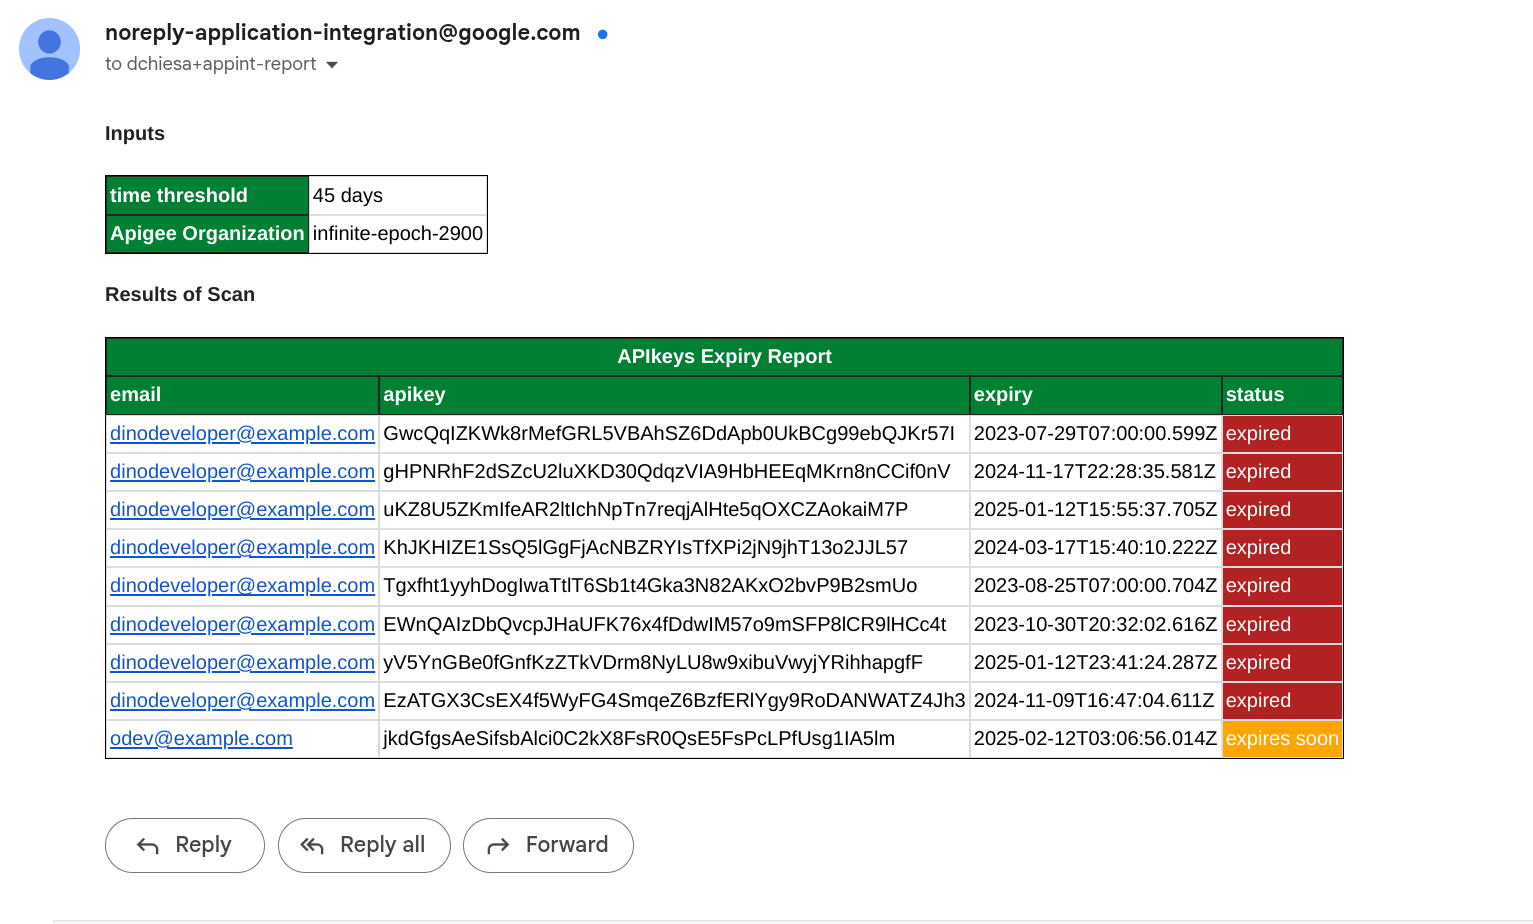 noreply-application-integration@google.com
to dchiesa+appint-report
Inputs
time threshold 45 days
Apigee Organization infinite-epoch-2900
Results of Scan
APIkeys Expiry Report
email apikey expiry status
dinodeveloper@example.com GwcQqIZKWk8rMefGRL5VBAhSZ6DdApb0UkBCg99ebQJKr57I 2023-07-29T07:00:00.599Z expired
dinodeveloper@example.com gHPNRhF2dSZcU2luXKD30QdqzVIA9HbHEEqMKrn8nCCif0nV 2024-11-17T22:28:35.581Z expired
dinodeveloper@example.com uKZ8U5ZKmIfeAR2ltIchNpTn7reqjAlHte5qOXCZAokaiM7P 2025-01-12T15:55:37.705Z expired
dinodeveloper@example.com KhJKHIZE1SsQ5lGgFjAcNBZRYIsTfXPi2jN9jhT13o2JJL57 2024-03-17T15:40:10.222Z expired
dinodeveloper@example.com Tgxfht1yyhDogIwaTtlT6Sb1t4Gka3N82AKxO2bvP9B2smUo 2023-08-25T07:00:00.704Z expired
dinodeveloper@example.com EWnQAIzDbQvcpJHaUFK76x4fDdwIM57o9mSFP8lCR9lHCc4t 2023-10-30T20:32:02.616Z expired
dinodeveloper@example.com yV5YnGBe0fGnfKzZTkVDrm8NyLU8w9xibuVwyjYRihhapgfF 2025-01-12T23:41:24.287Z expired
dinodeveloper@example.com EzATGX3CsEX4f5WyFG4SmqeZ6BzfERlYgy9RoDANWATZ4Jh3 2024-11-09T16:47:04.611Z expired
odev@example.com jkdGfgsAeSifsbAlci0C2kX8FsR0QsE5FsPcLPfUsg1IA5lm 2025-02-12T03:06:56.014Z expires soon
Reply Reply all Forward